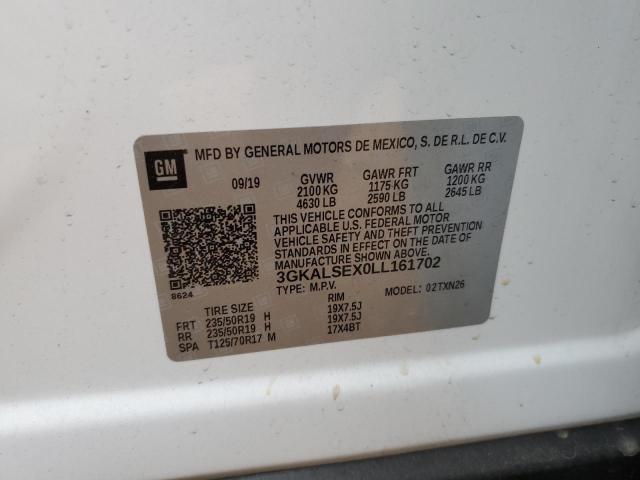 GM
MFD BY GENERAL MOTORS DE MEXICO, S. DE R.L. DE C.V.
09/19 GVWR GAWR FRT GAWR RR
2100 KG 1175 KG 1200 KG
4630 LB 2590 LB 2645 LB
THIS VEHICLE CONFORMS TO ALL
APPLICABLE U.S. FEDERAL MOTOR
VEHICLE SAFETY AND THEFT PREVENTION
STANDARDS IN EFFECT ON THE DATE OF
MANUFACTURE SHOWN ABOVE.
3GKALSEX0LL161702
8624
TYPE: M.P.V. MODEL: 02TXN26
TIRE SIZE RIM
FRT 235/50R19 H 19X7.5J
RR 235/50R19 H 19X7.5J
SPA T125/70R17 M 17X4BT